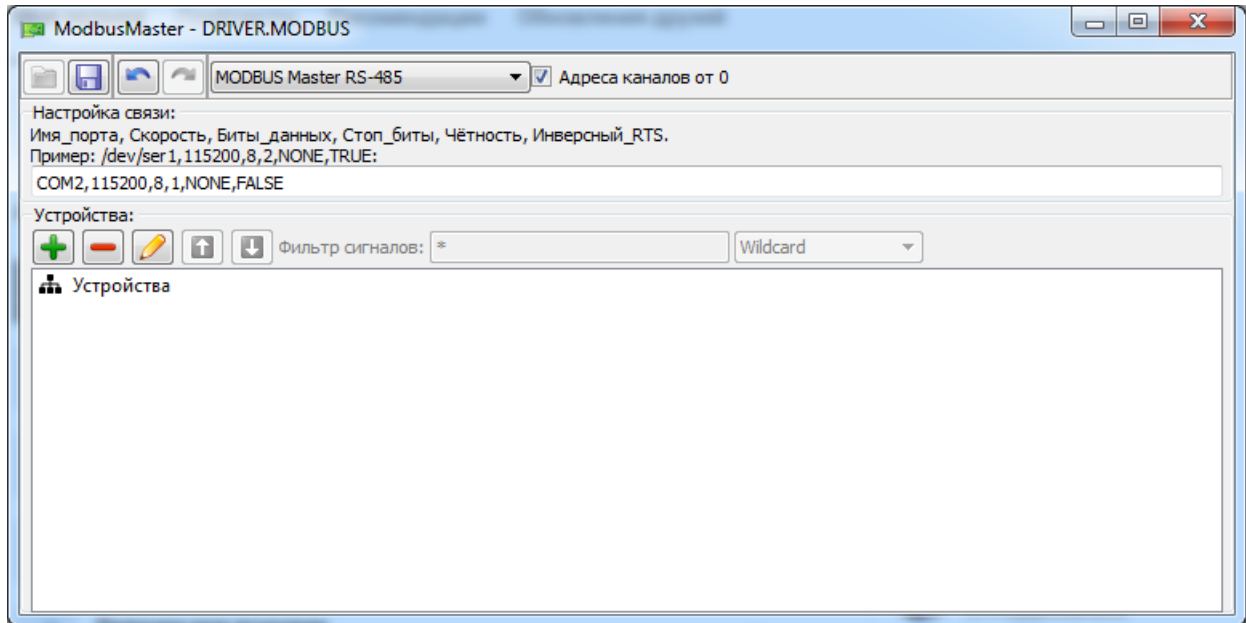 ModbusMaster - DRIVER.MODBUS
MODBUS Master RS-485 Адреса каналов от 0
Настройка связи:
Имя_порта, Скорость, Биты_данных, Стоп_биты, Чётность, Инверсный_RTS.
Пример: /dev/ser1,115200,8,2,NONE,TRUE:
COM2,115200,8,1,NONE,FALSE
Устройства:
Фильтр сигналов: * Wildcard
Устройства